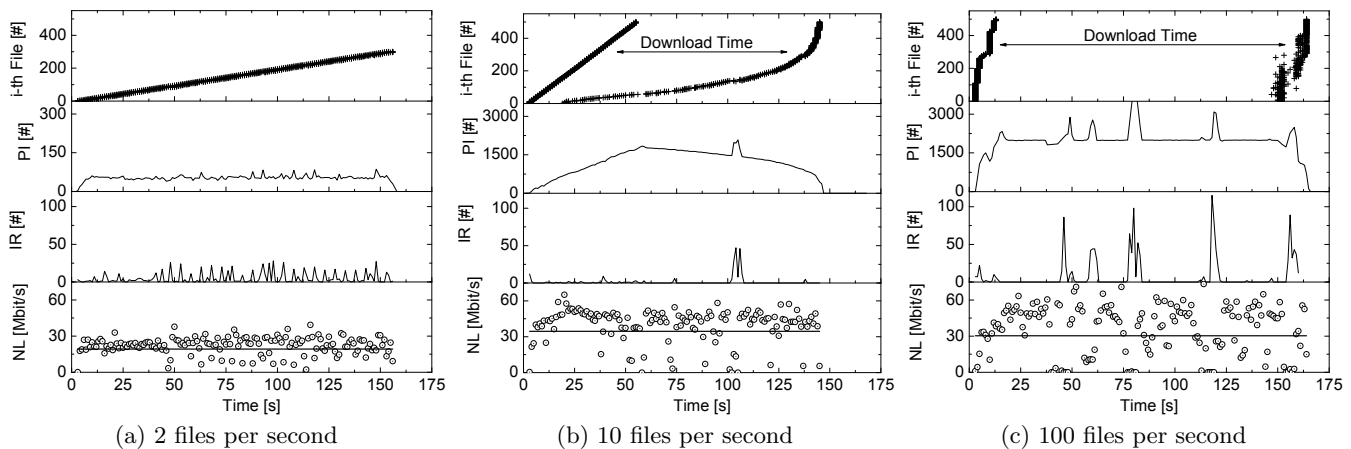 i-th File [#]
400
200
0
PI [#]
300
150
0
IR [#]
100
50
0
NL [Mbit/s]
60
30
0
0 25 50 75 100 125 150 175
Time [s]
(a) 2 files per second
i-th File [#]
400
200
0
Download Time
PI [#]
3000
1500
0
IR [#]
100
50
0
NL [Mbit/s]
60
30
0
0 25 50 75 100 125 150 175
Time [s]
(b) 10 files per second
i-th File [#]
400
200
0
Download Time
PI [#]
3000
1500
0
IR [#]
100
50
0
NL [Mbit/s]
60
30
0
0 25 50 75 100 125 150 175
Time [s]
(c) 100 files per second